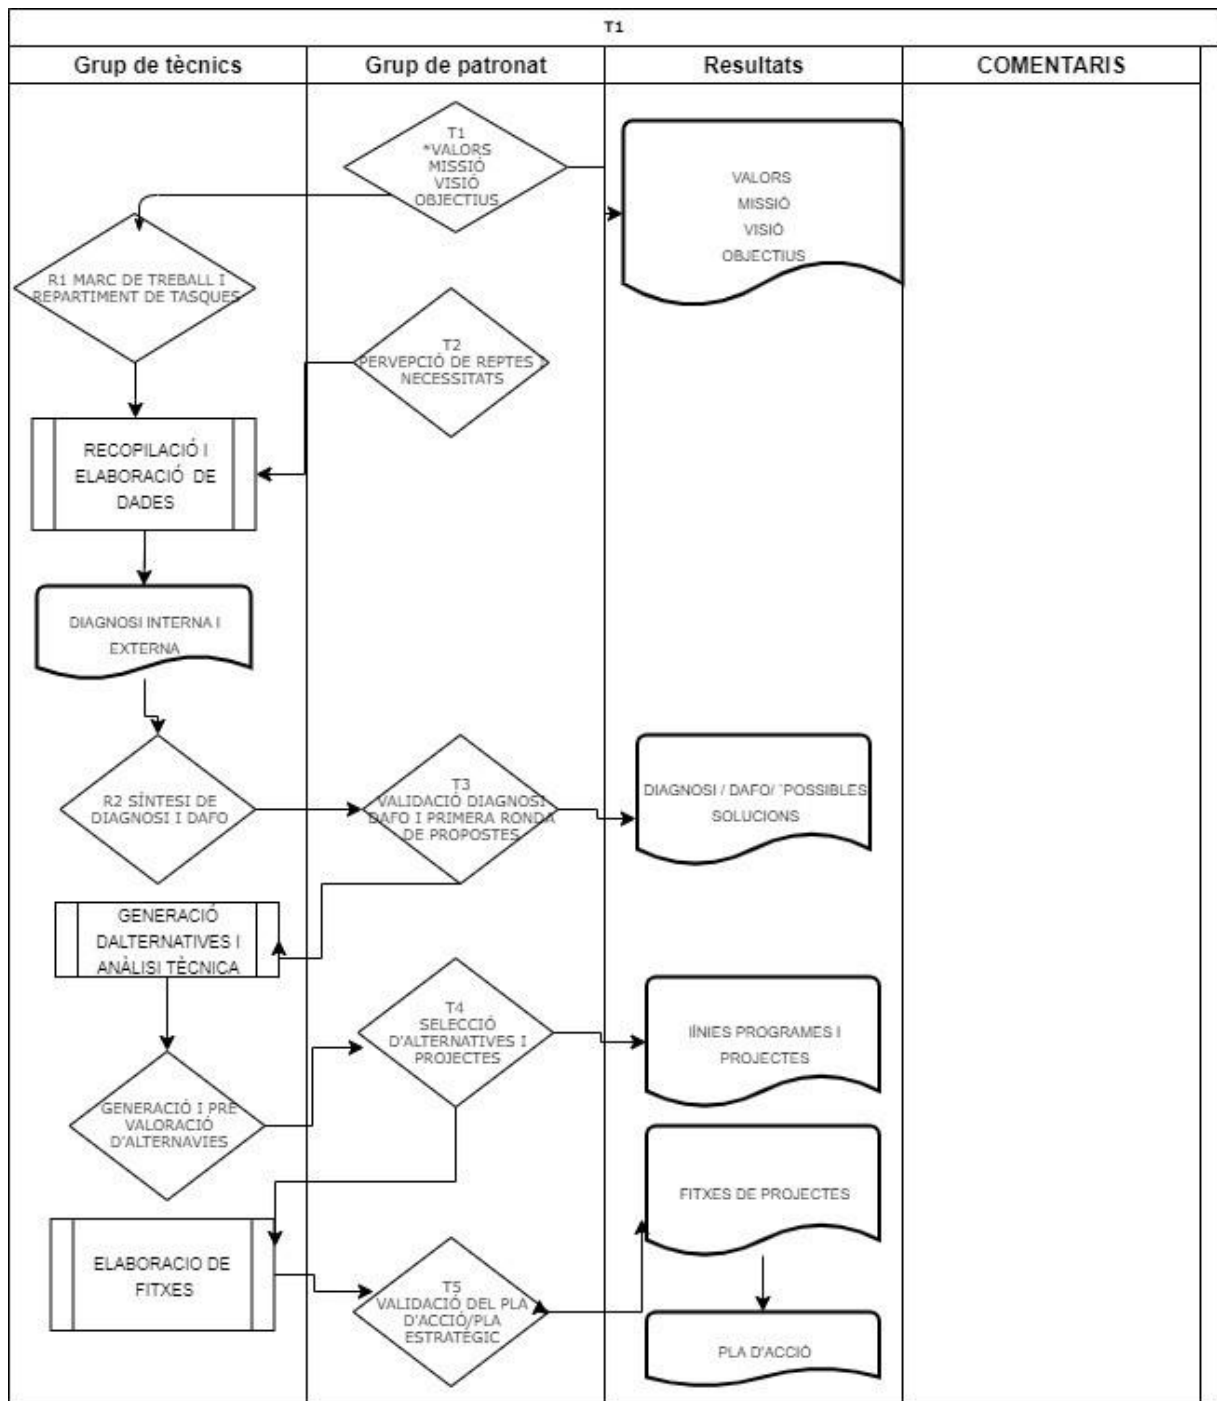 T1
Grup de tècnics
Grup de patronat
Resultats
COMENTARIS
T1
*VALORS
MISSIÓ
VISIÓ
OBJECTIUS
VALORS
MISSIÓ
VISIÓ
OBJECTIUS
R1 MARC DE TREBALL I
REPARTIMENT DE TASQUES
T2
PERVEPCIÓ DE REPTES I
NECESSITATS
RECOPILACIÓ I
ELABORACIÓ DE
DADES
DIAGNOSI INTERNA I
EXTERNA
R2 SÍNTESI DE
DIAGNOSI I DAFO
T3
VALIDACIÓ DIAGNOSI
DAFO I PRIMERA RONDA
DE PROPOSTES
DIAGNOSI / DAFO/ `POSSIBLES
SOLUCIONS
GENERACIÓ
DALTERNATIVES I
ANÀLISI TÈCNICA
T4
SELECCIÓ
D'ALTERNATIVES I
PROJECTES
lÍNIES PROGRAMES I
PROJECTES
GENERACIÓ I PRE
VALORACIÓ
D'ALTERNAVIES
FITXES DE PROJECTES
ELABORACIO DE
FITXES
T5
VALIDACIÓ DEL PLA
D'ACCIÓ/PLA
ESTRATÈGIC
PLA D'ACCIÓ